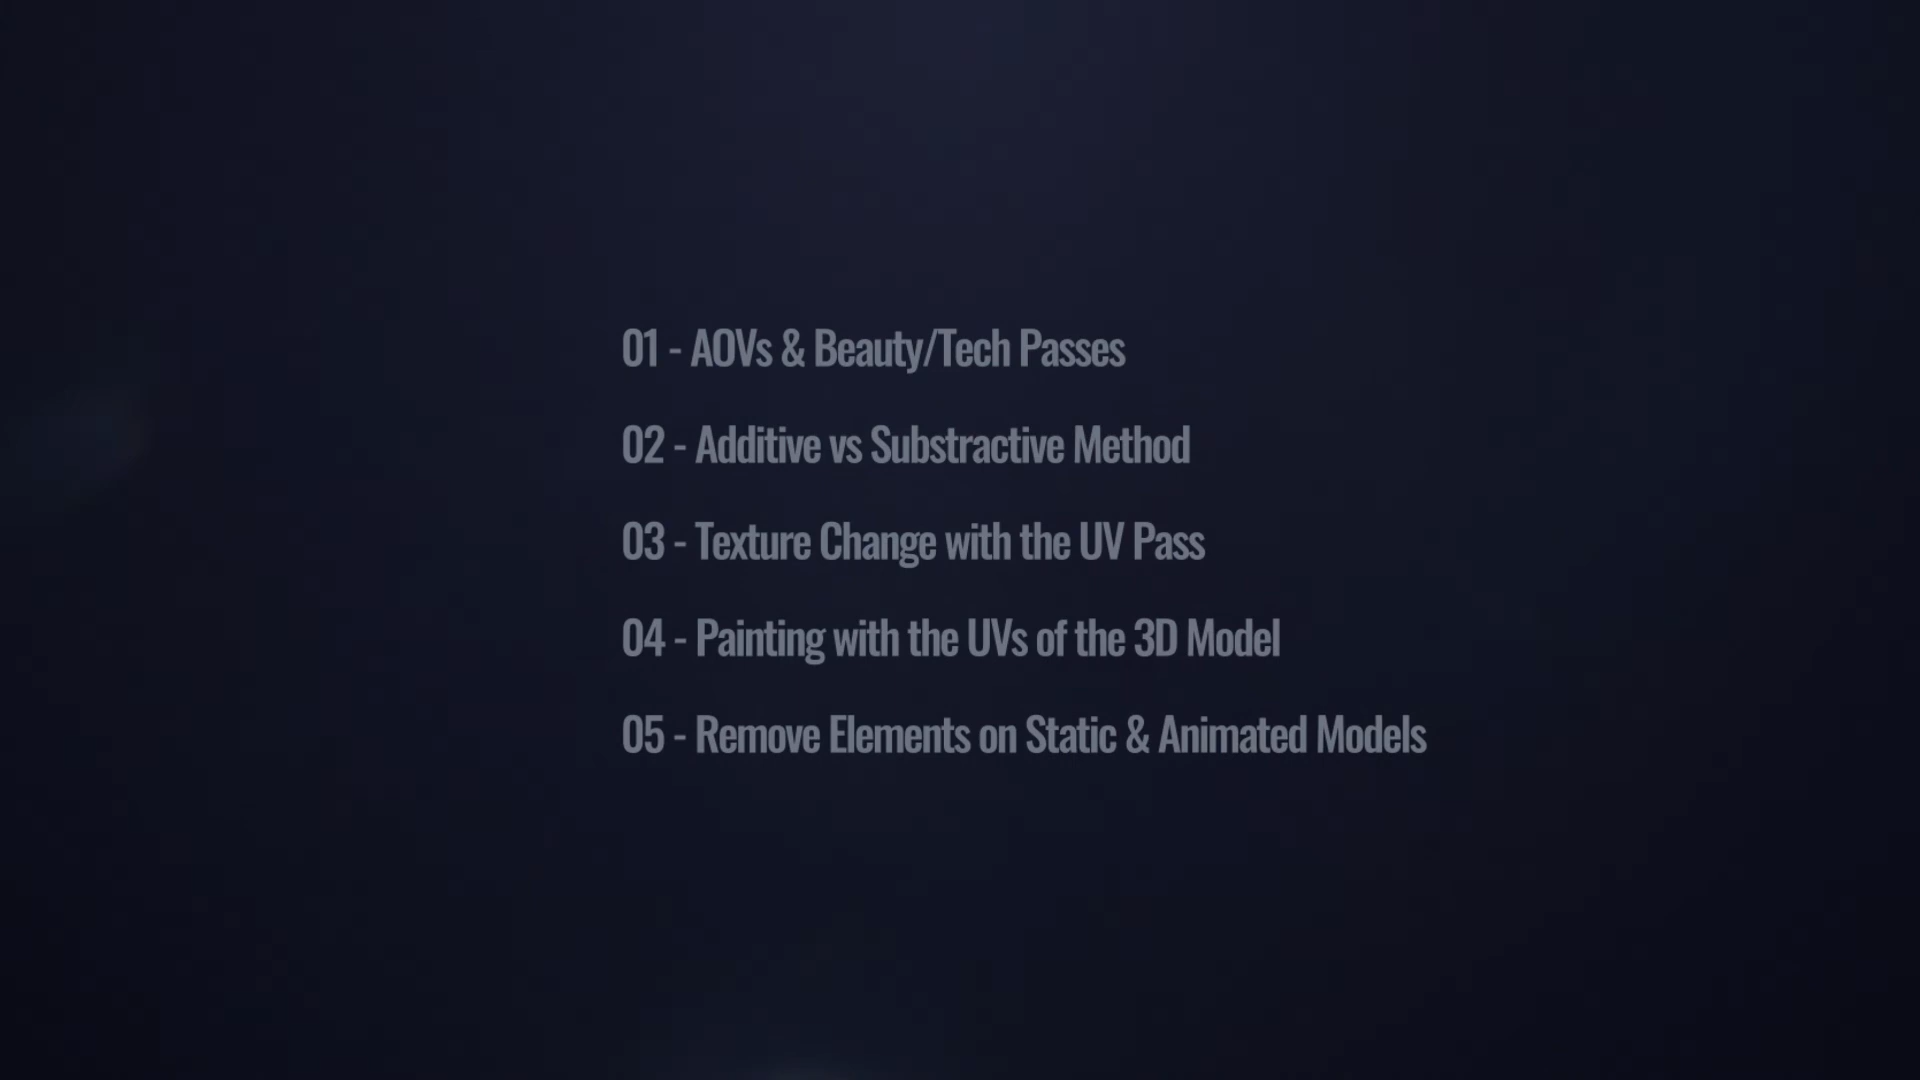 01 - AOVs & Beauty/Tech Passes
02 - Additive vs Substractive Method
03 - Texture Change with the UV Pass
04 - Painting with the UVs of the 3D Model
05 - Remove Elements on Static & Animated Models